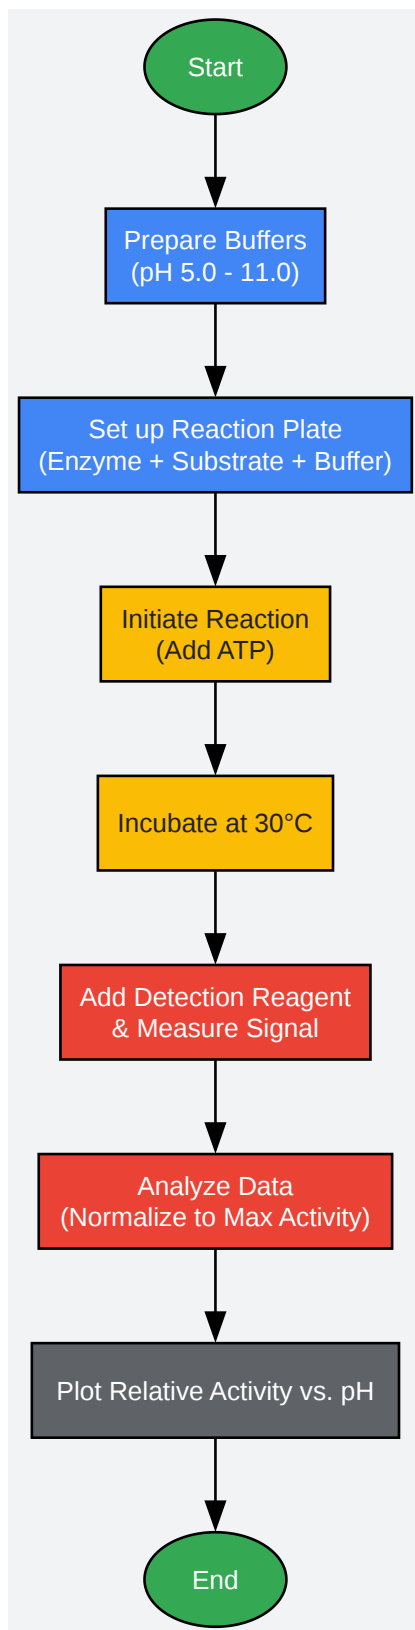 Start
Prepare Buffers
(pH 5.0 - 11.0)
Set up Reaction Plate
(Enzyme + Substrate + Buffer)
Initiate Reaction
(Add ATP)
Incubate at 30°C
Add Detection Reagent
& Measure Signal
Analyze Data
(Normalize to Max Activity)
Plot Relative Activity vs. pH
End